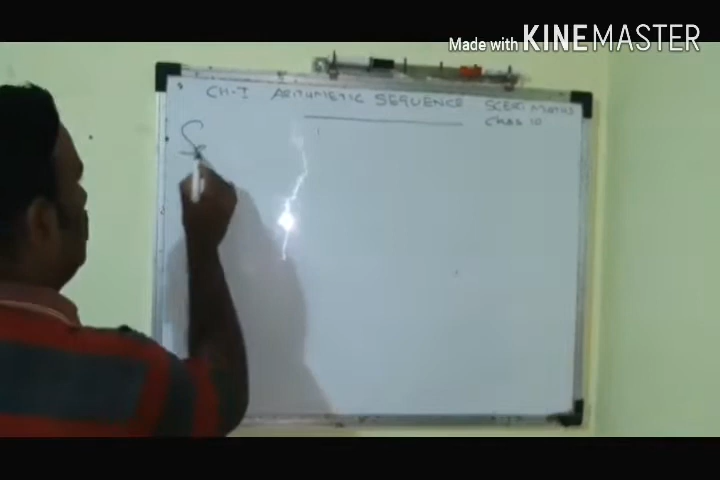 Made with KINEMASTER
CH-I ARITHMETIC SEQUENCE SCERT MATHS
CLASS 10
S